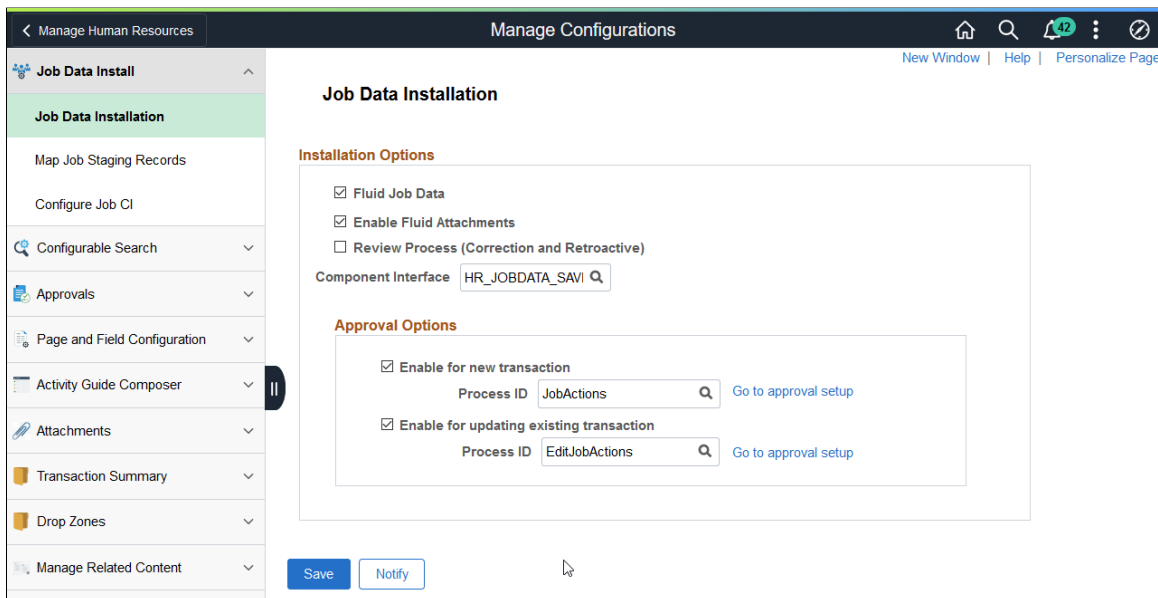 Manage Human Resources
Manage Configurations
42
New Window | Help | Personalize Page
Job Data Install
Job Data Installation
Map Job Staging Records
Configure Job CI
Configurable Search
Approvals
Page and Field Configuration
Activity Guide Composer
Attachments
Transaction Summary
Drop Zones
Manage Related Content
Job Data Installation
Installation Options
Fluid Job Data
Enable Fluid Attachments
Review Process (Correction and Retroactive)
Component Interface HR_JOBDATA_SAVI
Approval Options
Enable for new transaction
Process ID JobActions Go to approval setup
Enable for updating existing transaction
Process ID EditJobActions Go to approval setup
Save Notify